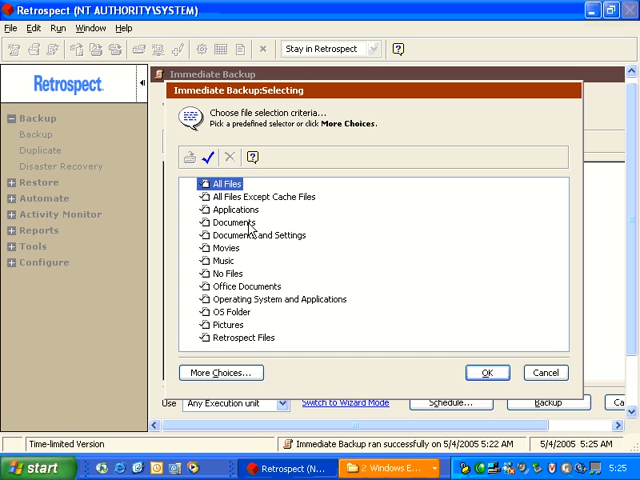 Retrospect (NT AUTHORITY\SYSTEM)
File Edit Run Window Help
Stay in Retrospect
Retrospect.
Backup
Backup
Duplicate
Disaster Recovery
Restore
Automate
Activity Monitor
Reports
Tools
Configure
Immediate Backup
Immediate Backup:Selecting
Choose file selection criteria...
Pick a predefined selector or click More Choices.
All Files
All Files Except Cache Files
Applications
Documents
Documents and Settings
Movies
Music
No Files
Office Documents
Operating System and Applications
OS Folder
Pictures
Retrospect Files
More Choices... OK Cancel
Use Any Execution unit Switch to Wizard Mode Schedule... Backup Ca
Time-limited Version Immediate Backup ran successfully on 5/4/2005 5:22 AM 5/4/2005 5:25 AM
start Retrospect (N... 2 Windows E... 5:25